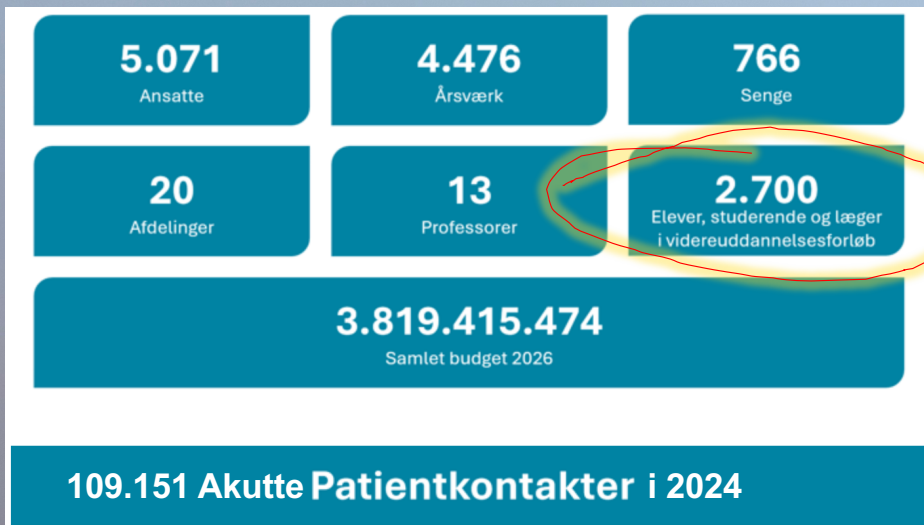 5.071
Ansatte
4.476
Årsværk
766
Senge
20
Afdelinger
13
Professorer
2.700
Elever, studerende og læger
i videreuddannelsesforløb
3.819.415.474
Samlet budget 2026
109.151 Akutte Patientkontakter i 2024